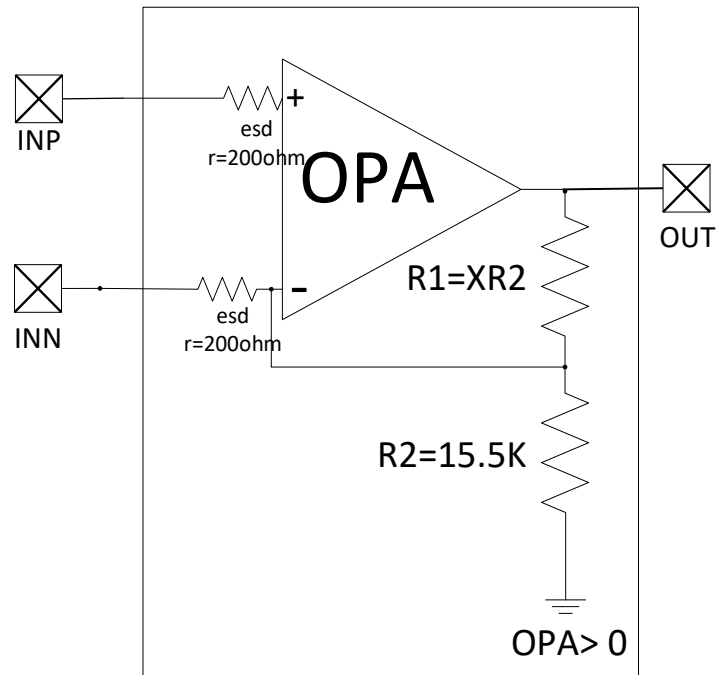 +
esd
r=200ohm
INP
OPA
OUT
R1=XR2
-
esd
r=200ohm
INN
R2=15.5K
OPA> 0